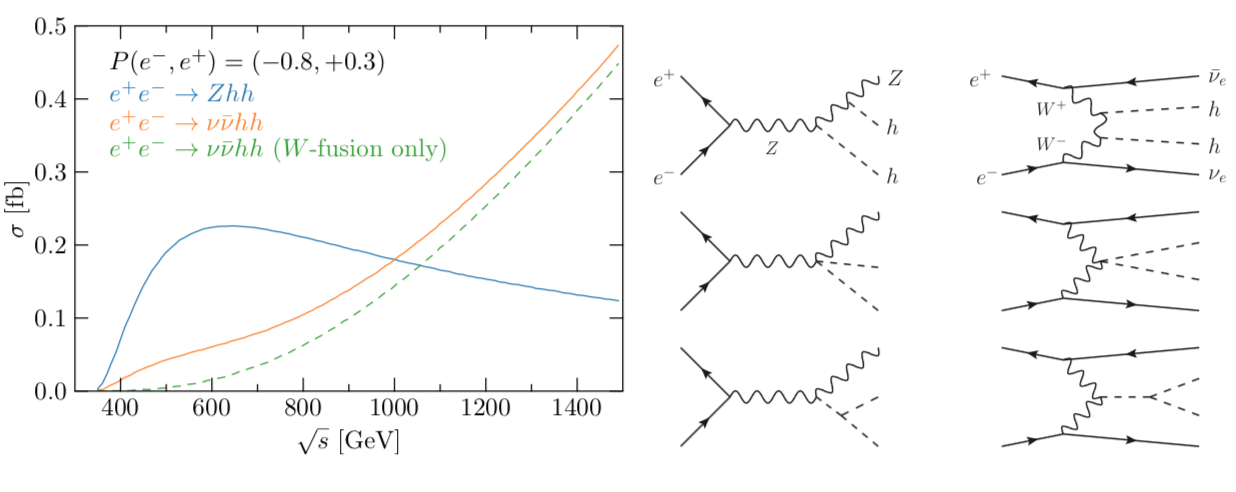 0.5
0.4
0.3
0.2
0.1
0.0
σ [fb]
P(e⁻, e⁺) = (−0.8, +0.3)
e⁺e⁻ → Zhh
e⁺e⁻ → νν̄hh
e⁺e⁻ → νν̄hh (W-fusion only)
400 600 800 1000 1200 1400
√s [GeV]
e⁺
Z
h
Z
e⁻
h
e⁺
ν̄ₑ
W⁺
h
W⁻
h
e⁻
νₑ